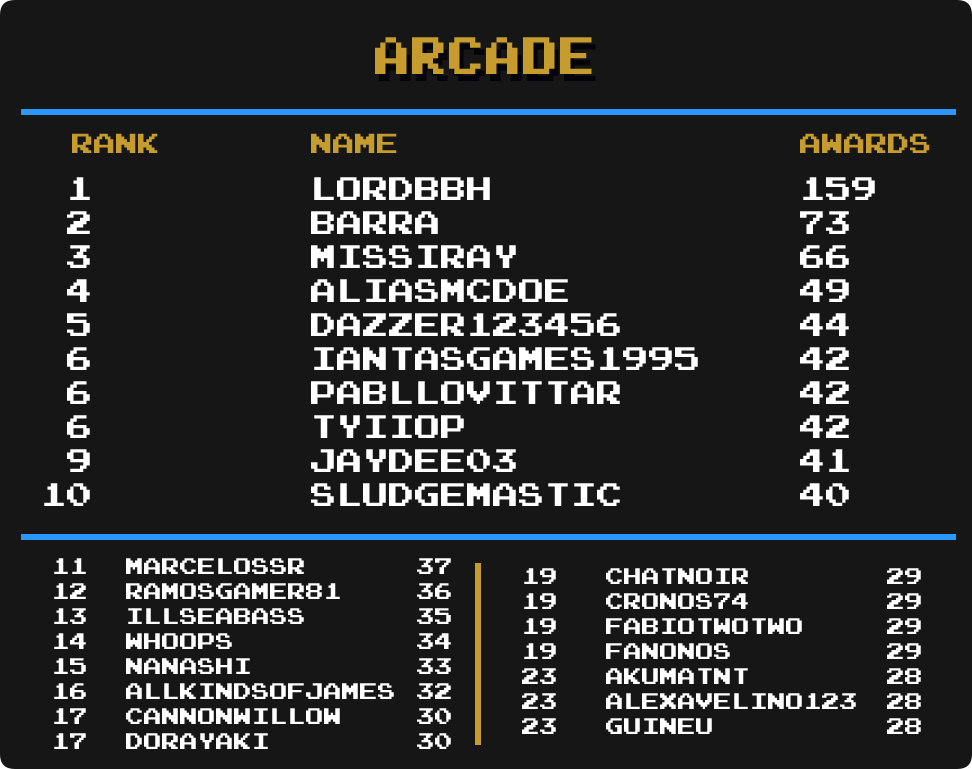 ARCADE
RANK NAME AWARDS
1 LORDBBH 159
2 BARRA 73
3 MISSIRAY 66
4 ALIASMCDOE 49
5 DAZZER123456 44
6 IANTASGAMES1995 42
6 PABLLOVITTAR 42
6 TYIIOP 42
9 JAYDEE03 41
10 SLUDGEMASTIC 40
11 MARCELOSSR 37
12 RAMOSGAMER81 36
13 ILLSEABASS 35
14 WHOOPS 34
15 NANASHI 33
16 ALLKINDSOFJAMES 32
17 CANNONWILLOW 30
17 DORAYAKI 30
19 CHATNOIR 29
19 CRONOS74 29
19 FABIOTWOTWO 29
19 FANONOS 29
23 AKUMATNT 28
23 ALEXAVELINO123 28
23 GUINEU 28